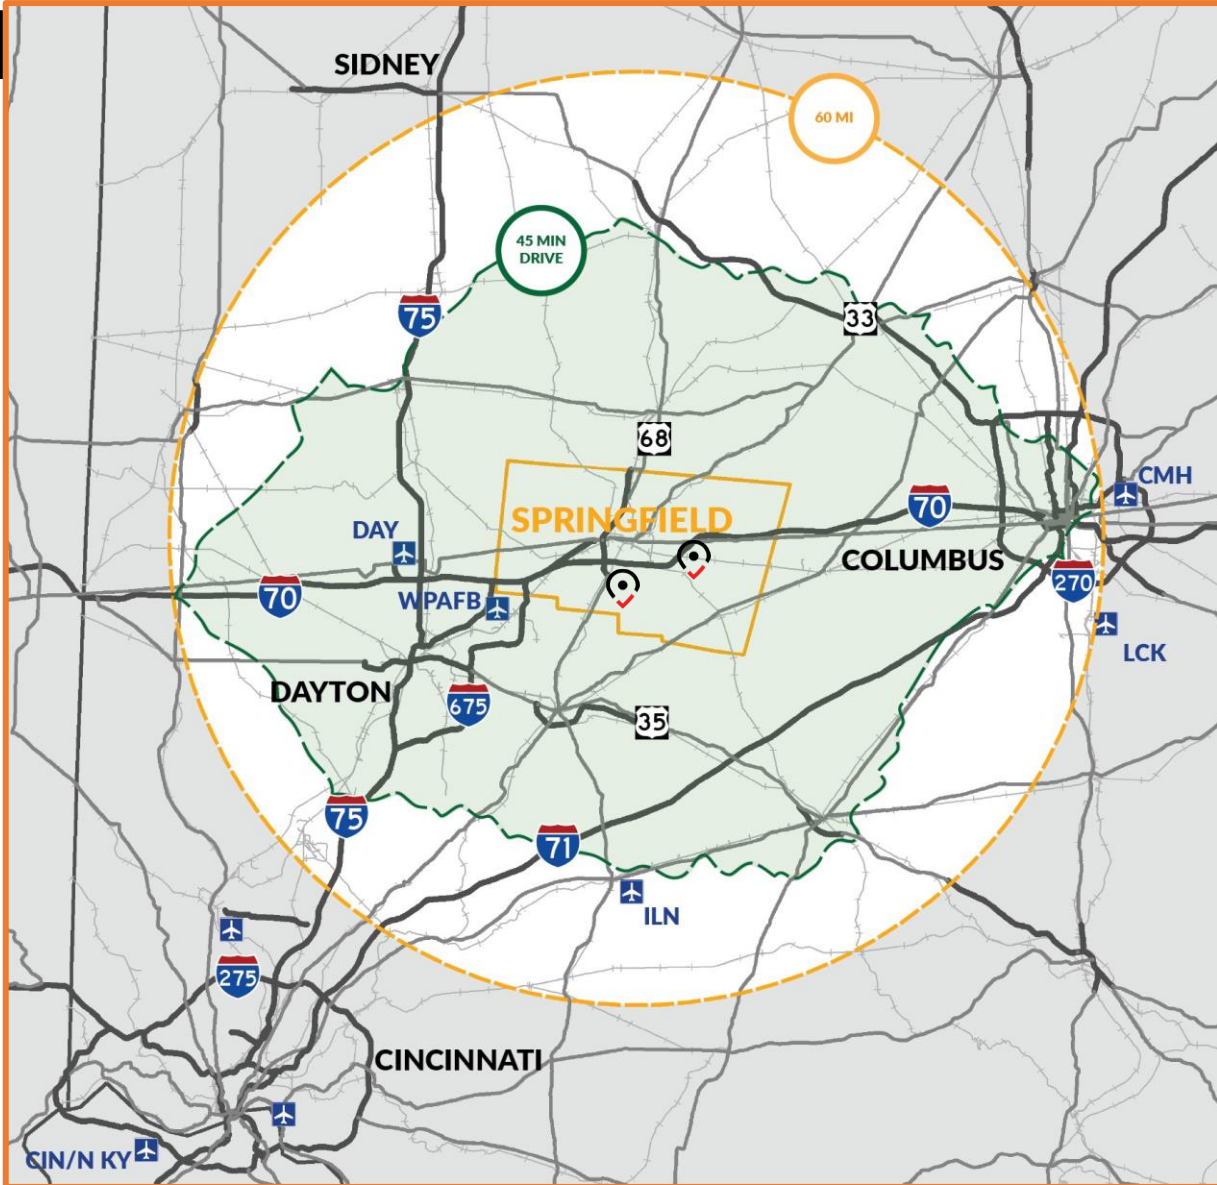 SIDNEY
60 MI
45 MIN
DRIVE
75
33
68
SPRINGFIELD
70
CMH
DAY
COLUMBUS
70
WPAFB
270
LCK
DAYTON
675
35
75
71
ILN
275
CINCINNATI
CIN/N KY